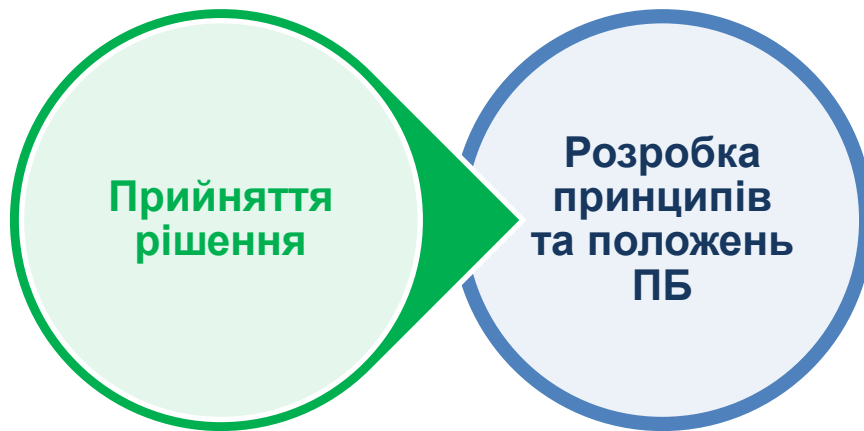 Прийняття
рішення
Розробка
принципів
та положень
ПБ